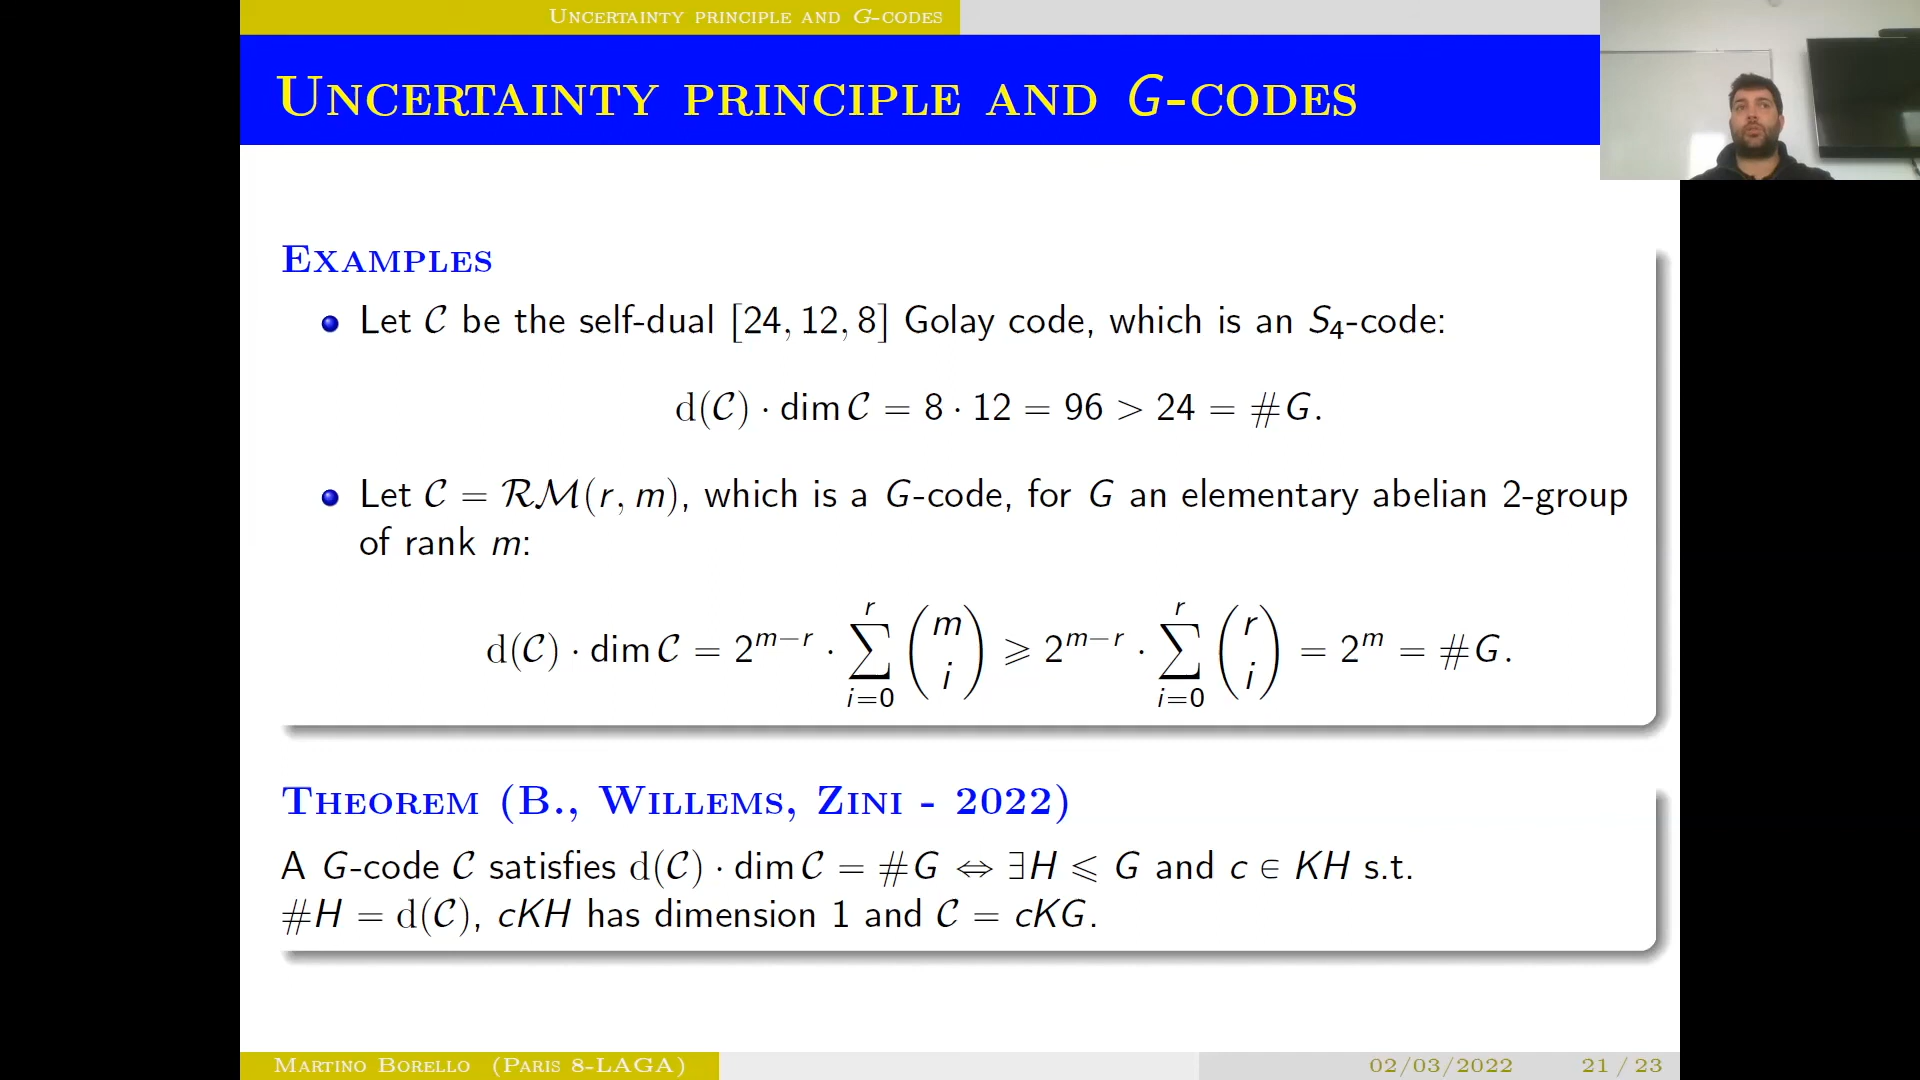 Uncertainty principle and G-codes
Uncertainty principle and G-codes
Examples
Let 𝒞 be the self-dual [24, 12, 8] Golay code, which is an S₄-code:
d(𝒞) · dim 𝒞 = 8 · 12 = 96 > 24 = #G.
Let 𝒞 = ℛℳ(r, m), which is a G-code, for G an elementary abelian 2-group
of rank m:
d(𝒞) · dim 𝒞 = 2^{m−r} · ∑_{i=0}^{r} \binom{m}{i} ⩾ 2^{m−r} · ∑_{i=0}^{r} \binom{r}{i} = 2^m = #G.
Theorem (B., Willems, Zini - 2022)
A G-code 𝒞 satisfies d(𝒞) · dim 𝒞 = #G ⇔ ∃H ⩽ G and c ∈ KH s.t.
#H = d(𝒞), cKH has dimension 1 and 𝒞 = cKG.
Martino Borello (Paris 8-LAGA) 02/03/2022 21 / 23